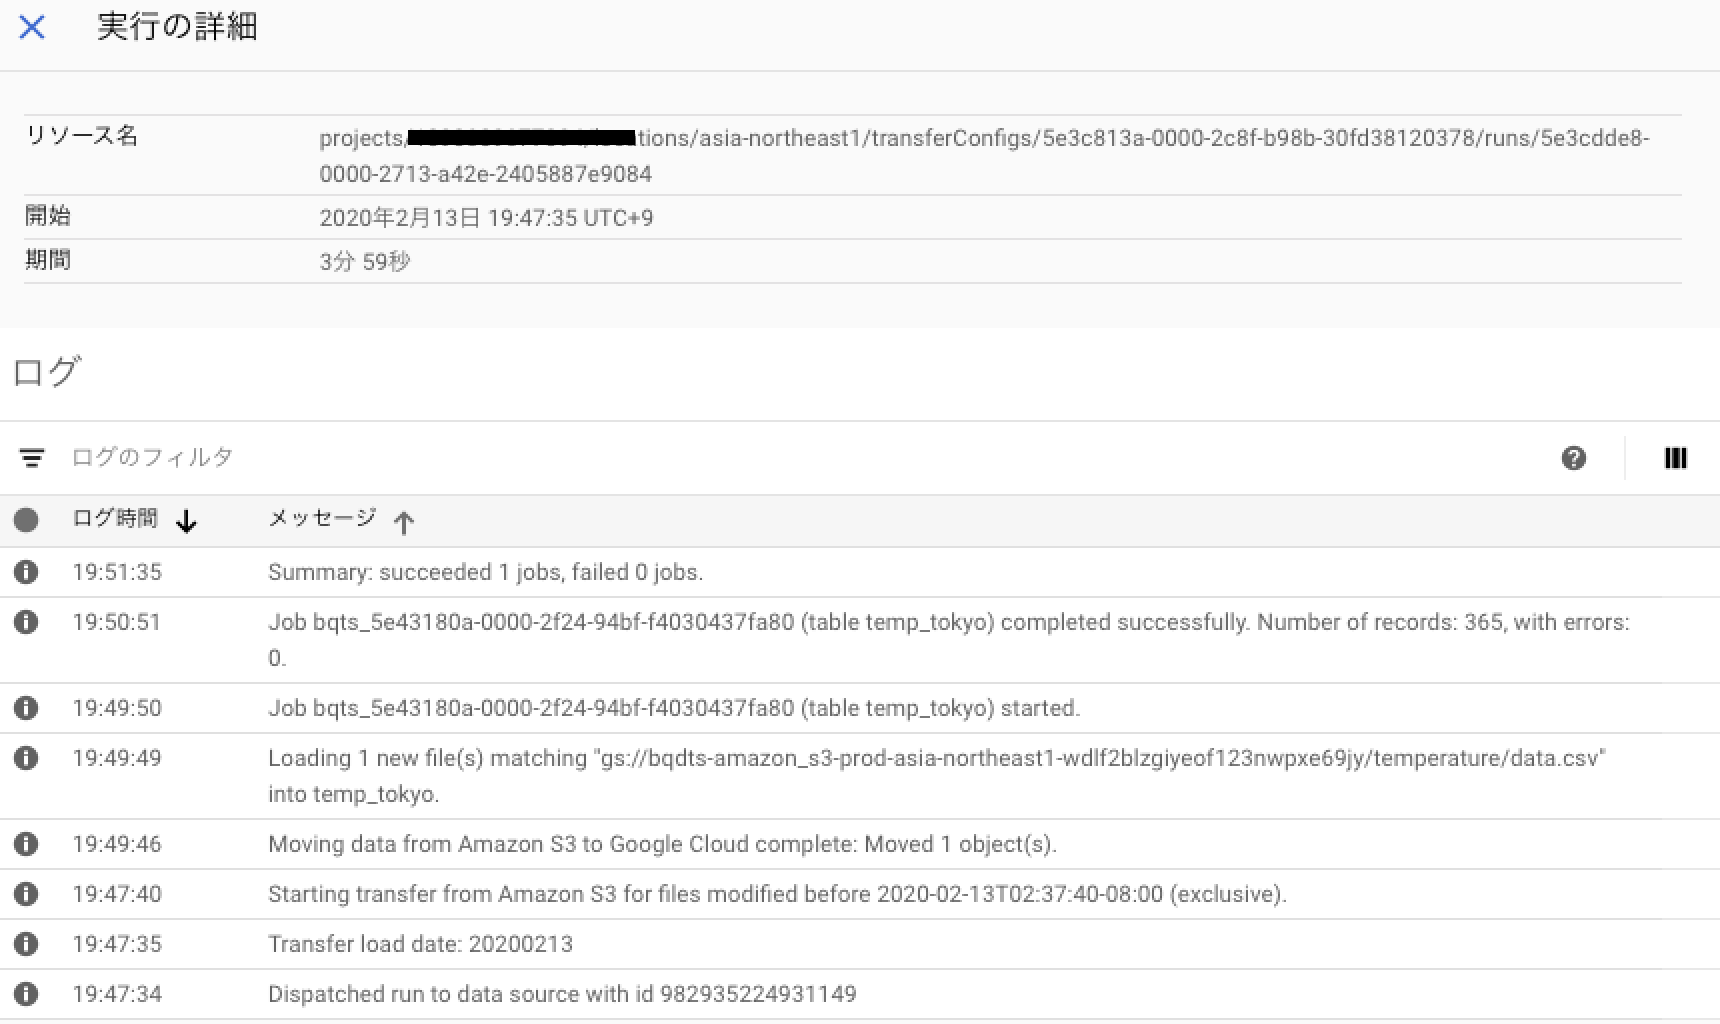 実行の詳細
リソース名
projects/tions/asia-northeast1/transferConfigs/5e3c813a-0000-2c8f-b98b-30fd38120378/runs/5e3cdde8-
0000-2713-a42e-2405887e9084
開始
2020年2月13日 19:47:35 UTC+9
期間
3分 59秒
ログ
ログのフィルタ
ログ時間 メッセージ
19:51:35 Summary: succeeded 1 jobs, failed 0 jobs.
19:50:51 Job bqts_5e43180a-0000-2f24-94bf-f4030437fa80 (table temp_tokyo) completed successfully. Number of records: 365, with errors:
0.
19:49:50 Job bqts_5e43180a-0000-2f24-94bf-f4030437fa80 (table temp_tokyo) started.
19:49:49 Loading 1 new file(s) matching "gs://bqdts-amazon_s3-prod-asia-northeast1-wdlf2blzgiyeof123nwpxe69jy/temperature/data.csv"
into temp_tokyo.
19:49:46 Moving data from Amazon S3 to Google Cloud complete: Moved 1 object(s).
19:47:40 Starting transfer from Amazon S3 for files modified before 2020-02-13T02:37:40-08:00 (exclusive).
19:47:35 Transfer load date: 20200213
19:47:34 Dispatched run to data source with id 982935224931149